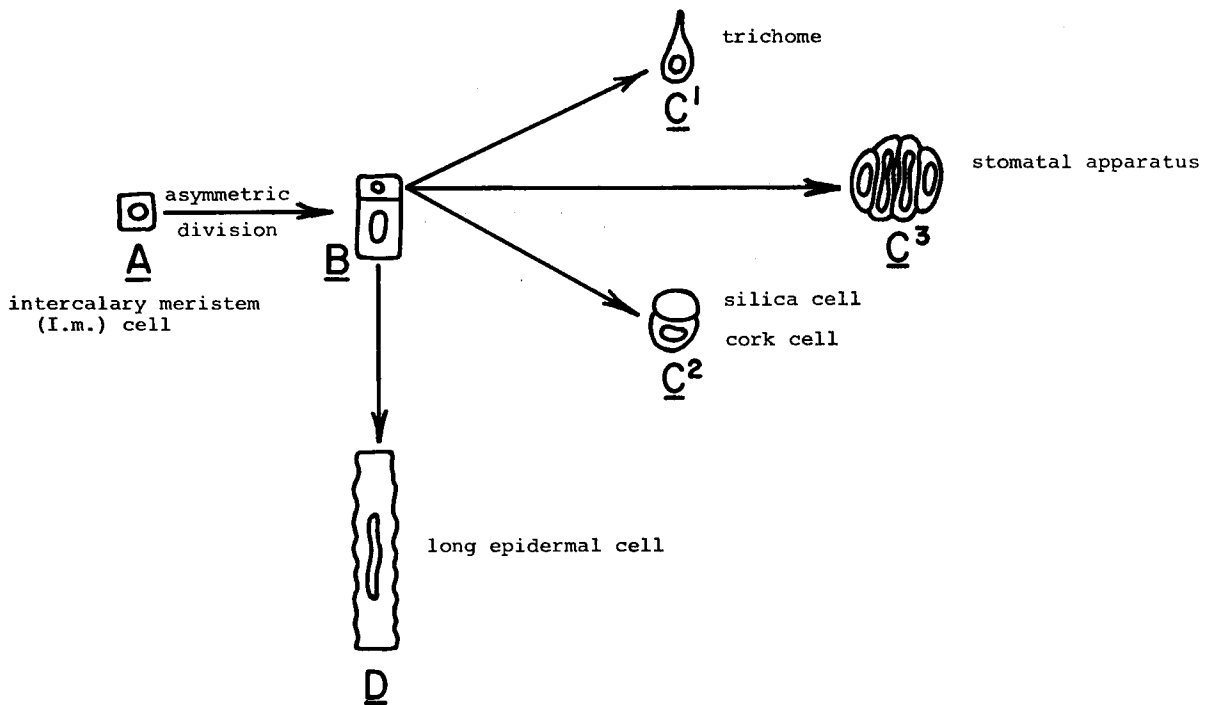 trichome
C¹
stomatal apparatus
C³
asymmetric
division
A
B
intercalary meristem
(I.m.) cell
silica cell
cork cell
C²
long epidermal cell
D